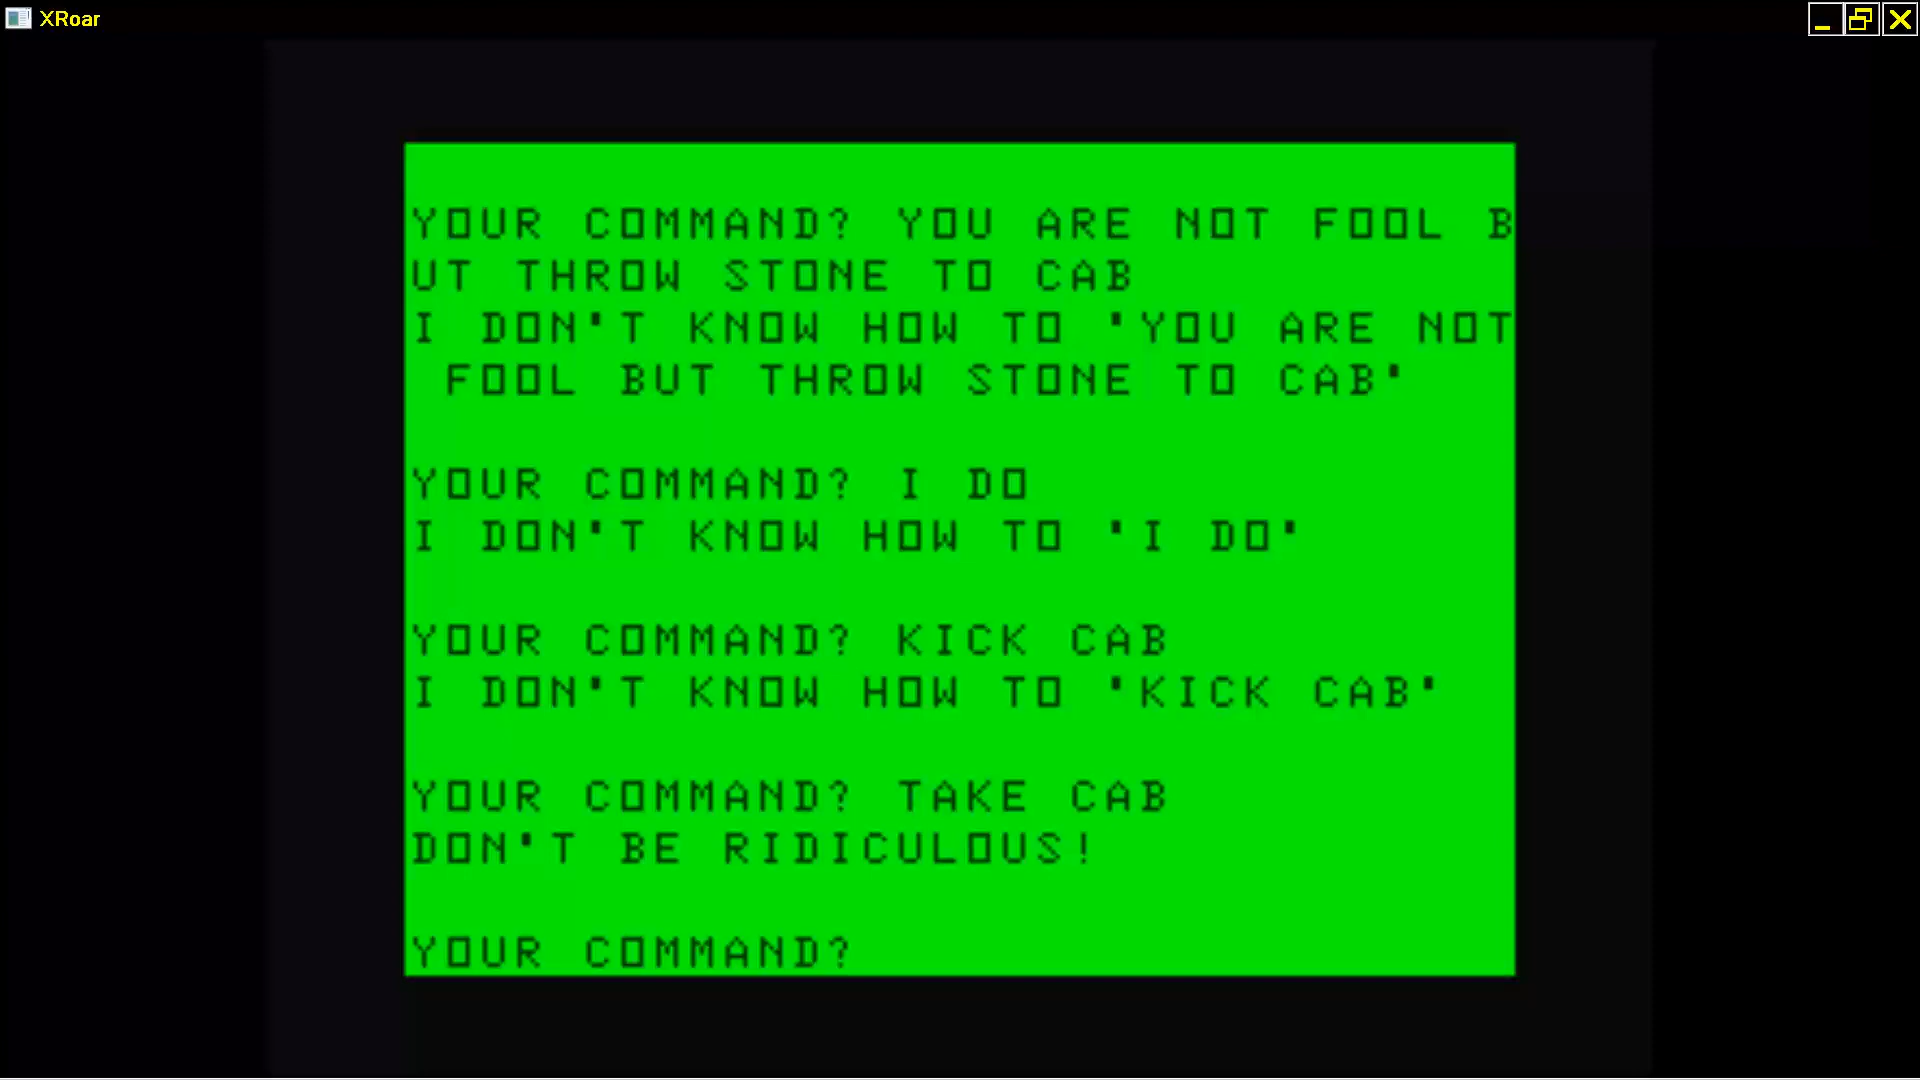 XRoar
YOUR COMMAND? YOU ARE NOT FOOL B
UT THROW STONE TO CAB
I DON'T KNOW HOW TO 'YOU ARE NOT
FOOL BUT THROW STONE TO CAB'
YOUR COMMAND? I DO
I DON'T KNOW HOW TO 'I DO'
YOUR COMMAND? KICK CAB
I DON'T KNOW HOW TO 'KICK CAB'
YOUR COMMAND? TAKE CAB
DON'T BE RIDICULOUS!
YOUR COMMAND?